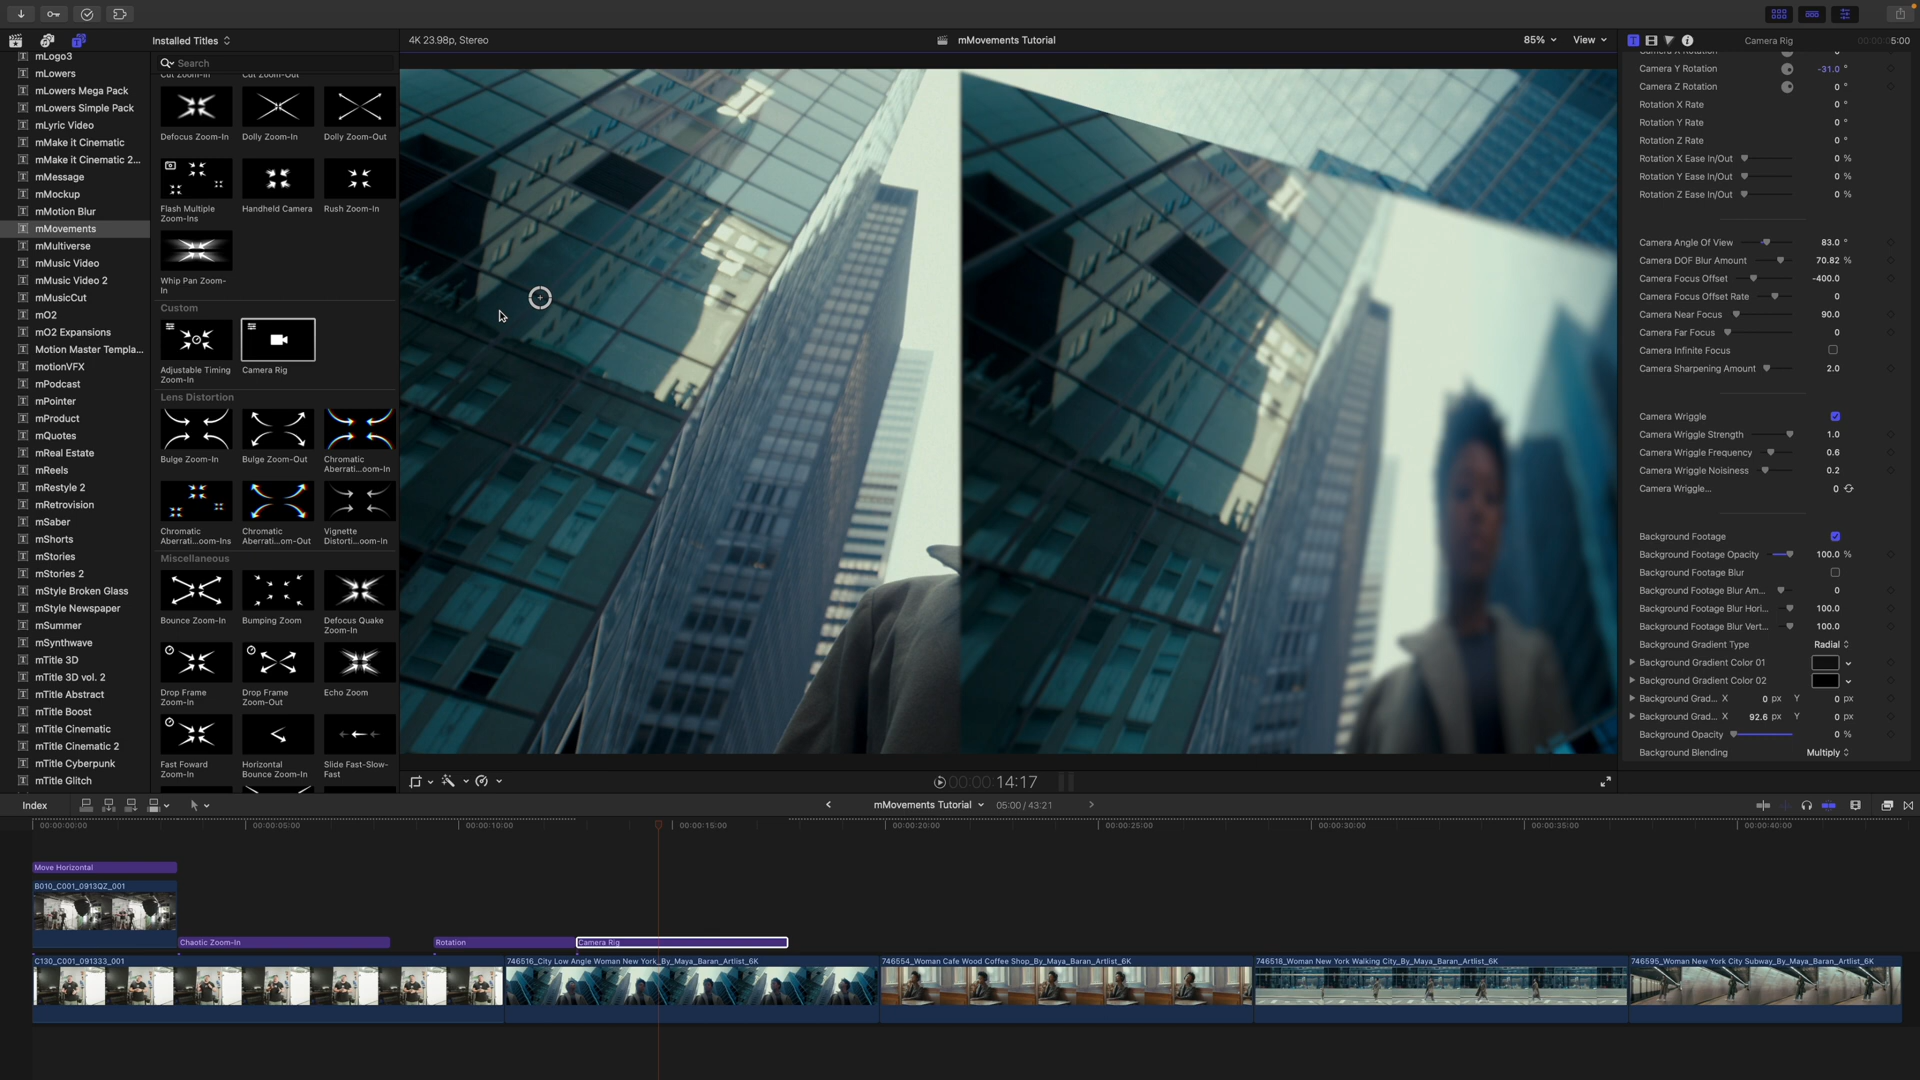 Installed Titles
4K 23.98p, Stereo
mMovements Tutorial
85%
View
Camera Rig
5:00
mLogo3
mLowers
mLowers Mega Pack
mLowers Simple Pack
mLyric Video
mMake it Cinematic
mMake it Cinematic 2...
mMessage
mMockup
mMotion Blur
mMovements
mMultiverse
mMusic Video
mMusic Video 2
mMusicCut
mO2
mO2 Expansions
Motion Master Templa...
motionVFX
mPodcast
mPointer
mProduct
mQuotes
mReal Estate
mReels
mRestyle 2
mRetrovision
mSaber
mShorts
mStories
mStories 2
mStyle Broken Glass
mStyle Newspaper
mSummer
mSynthwave
mTitle 3D
mTitle 3D vol. 2
mTitle Abstract
mTitle Boost
mTitle Cinematic
mTitle Cinematic 2
mTitle Cyberpunk
mTitle Glitch
Search
Defocus Zoom-In
Dolly Zoom-In
Dolly Zoom-Out
Flash Multiple
Zoom-Ins
Handheld Camera
Rush Zoom-In
Whip Pan Zoom-
In
Custom
Adjustable Timing
Zoom-In
Camera Rig
Lens Distortion
Bulge Zoom-In
Bulge Zoom-Out
Chromatic
Aberrati...oom-In
Chromatic
Aberrati...oom-Ins
Chromatic
Aberrati...om-Out
Vignette
Distorti...oom-In
Miscellaneous
Bounce Zoom-In
Bumping Zoom
Defocus Quake
Zoom-In
Drop Frame
Zoom-In
Drop Frame
Zoom-Out
Echo Zoom
Fast Foward
Zoom-In
Horizontal
Bounce Zoom-In
Slide Fast-Slow-
Fast
Camera Y Rotation -31.0 °
Camera Z Rotation 0 °
Rotation X Rate 0 °
Rotation Y Rate 0 °
Rotation Z Rate 0 °
Rotation X Ease In/Out 0 %
Rotation Y Ease In/Out 0 %
Rotation Z Ease In/Out 0 %
Camera Angle Of View 83.0 °
Camera DOF Blur Amount 70.82 %
Camera Focus Offset -400.0
Camera Focus Offset Rate 0
Camera Near Focus 90.0
Camera Far Focus 0
Camera Infinite Focus
Camera Sharpening Amount 2.0
Camera Wriggle
Camera Wriggle Strength 1.0
Camera Wriggle Frequency 0.6
Camera Wriggle Noisiness 0.2
Camera Wriggle... 0
Background Footage
Background Footage Opacity 100.0 %
Background Footage Blur
Background Footage Blur Am... 0
Background Footage Blur Hori... 100.0
Background Footage Blur Vert... 100.0
Background Gradient Type Radial
Background Gradient Color 01
Background Gradient Color 02
Background Grad... X 0 px Y 0 px
Background Grad... X 92.6 px Y 0 px
Background Opacity 0 %
Background Blending Multiply
00:00:00:14:17
Index
mMovements Tutorial
05:00 / 43:21
00:00:00:00
00:00:05:00
00:00:10:00
00:00:15:00
00:00:20:00
00:00:25:00
00:00:30:00
00:00:35:00
00:00:40:00
Move Horizontal
B010_C001_0913QZ_001
Chaotic Zoom-In
Rotation
Camera Rig
C130_C001_091333_001
746516_City Low Angle Woman New York_By_Maya_Baran_Artlist_6K
746554_Woman Cafe Wood Coffee Shop_By_Maya_Baran_Artlist_6K
746518_Woman New York Walking City_By_Maya_Baran_Artlist_6K
746595_Woman New York City Subway_By_Maya_Baran_Artlist_6K